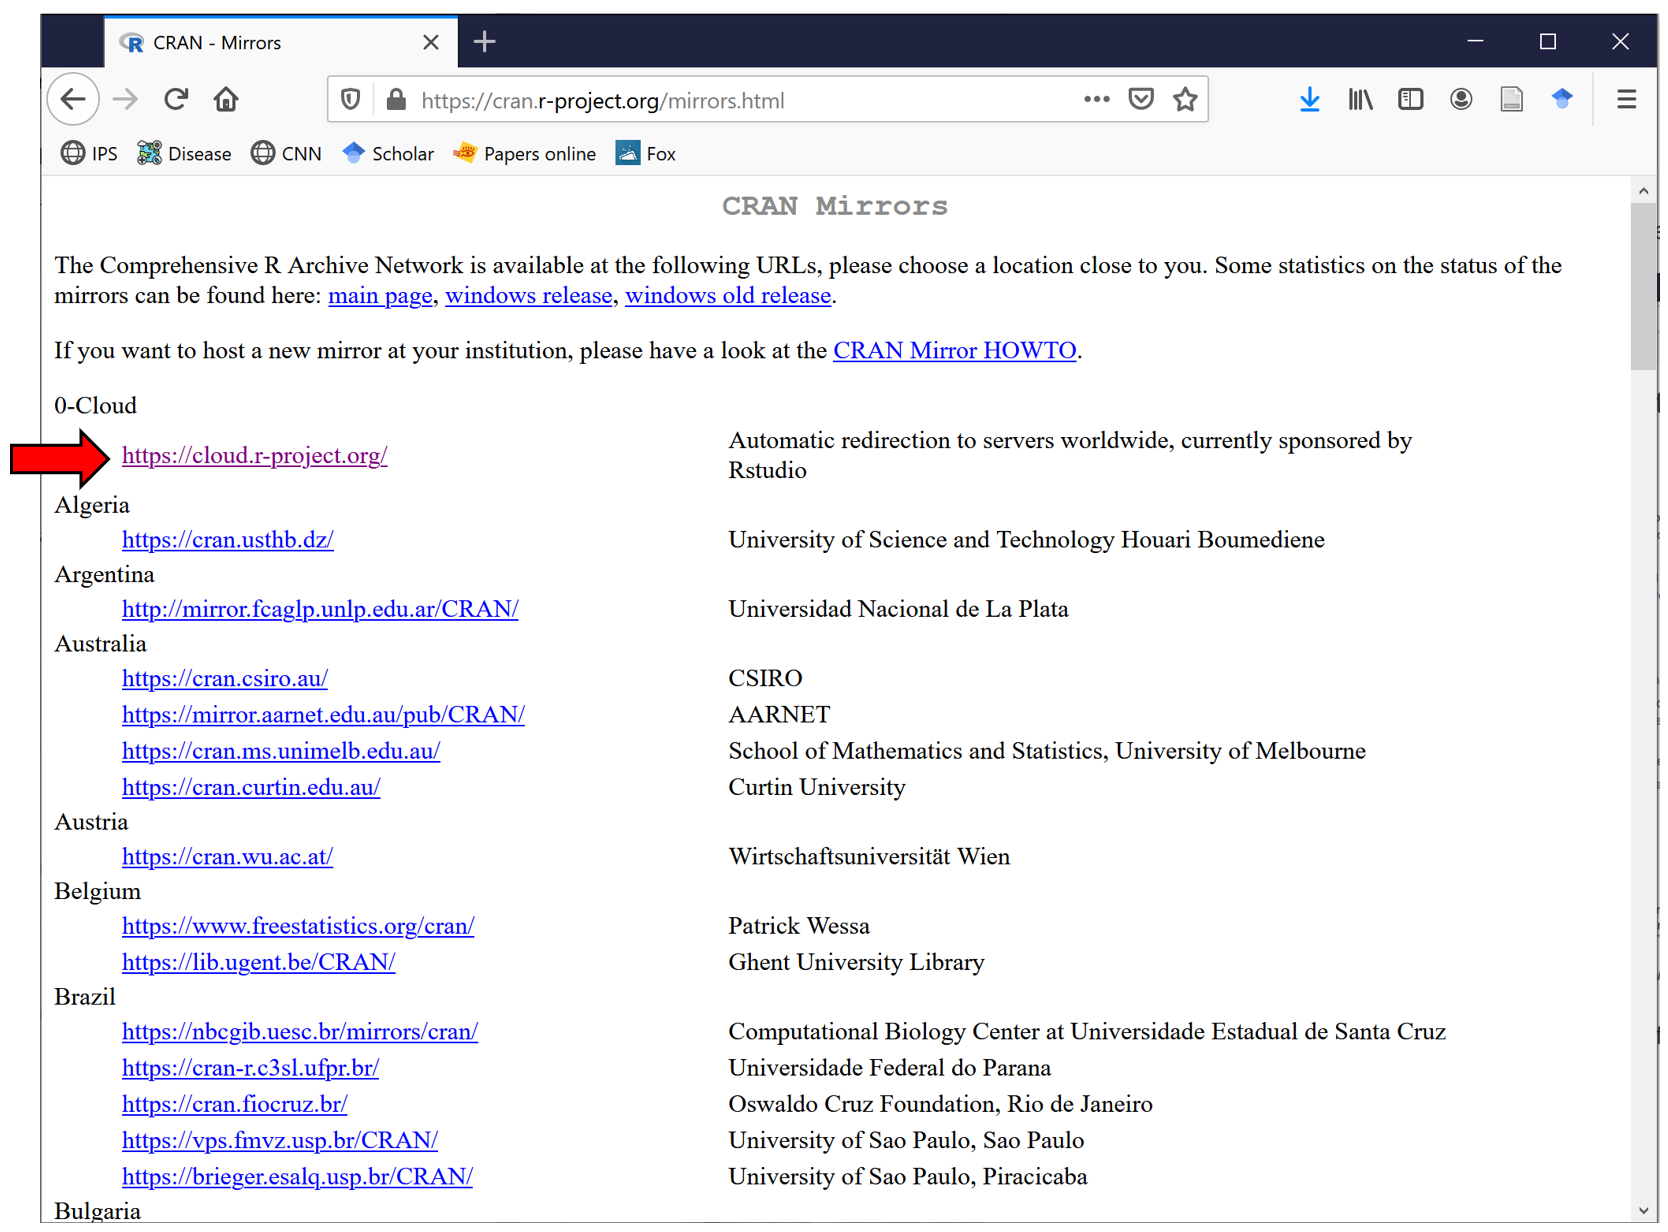 CRAN - Mirrors
https://cran.r-project.org/mirrors.html
IPS Disease CNN Scholar Papers online Fox
CRAN Mirrors
The Comprehensive R Archive Network is available at the following URLs, please choose a location close to you. Some statistics on the status of the
mirrors can be found here: main page, windows release, windows old release.
If you want to host a new mirror at your institution, please have a look at the CRAN Mirror HOWTO.
0-Cloud
https://cloud.r-project.org/ Automatic redirection to servers worldwide, currently sponsored by
Rstudio
Algeria
https://cran.usthb.dz/ University of Science and Technology Houari Boumediene
Argentina
http://mirror.fcaglp.unlp.edu.ar/CRAN/ Universidad Nacional de La Plata
Australia
https://cran.csiro.au/ CSIRO
https://mirror.aarnet.edu.au/pub/CRAN/ AARNET
https://cran.ms.unimelb.edu.au/ School of Mathematics and Statistics, University of Melbourne
https://cran.curtin.edu.au/ Curtin University
Austria
https://cran.wu.ac.at/ Wirtschaftsuniversität Wien
Belgium
https://www.freestatistics.org/cran/ Patrick Wessa
https://lib.ugent.be/CRAN/ Ghent University Library
Brazil
https://nbcgib.uesc.br/mirrors/cran/ Computational Biology Center at Universidade Estadual de Santa Cruz
https://cran-r.c3sl.ufpr.br/ Universidade Federal do Parana
https://cran.fiocruz.br/ Oswaldo Cruz Foundation, Rio de Janeiro
https://vps.fmvz.usp.br/CRAN/ University of Sao Paulo, Sao Paulo
https://brieger.esalq.usp.br/CRAN/ University of Sao Paulo, Piracicaba
Bulgaria